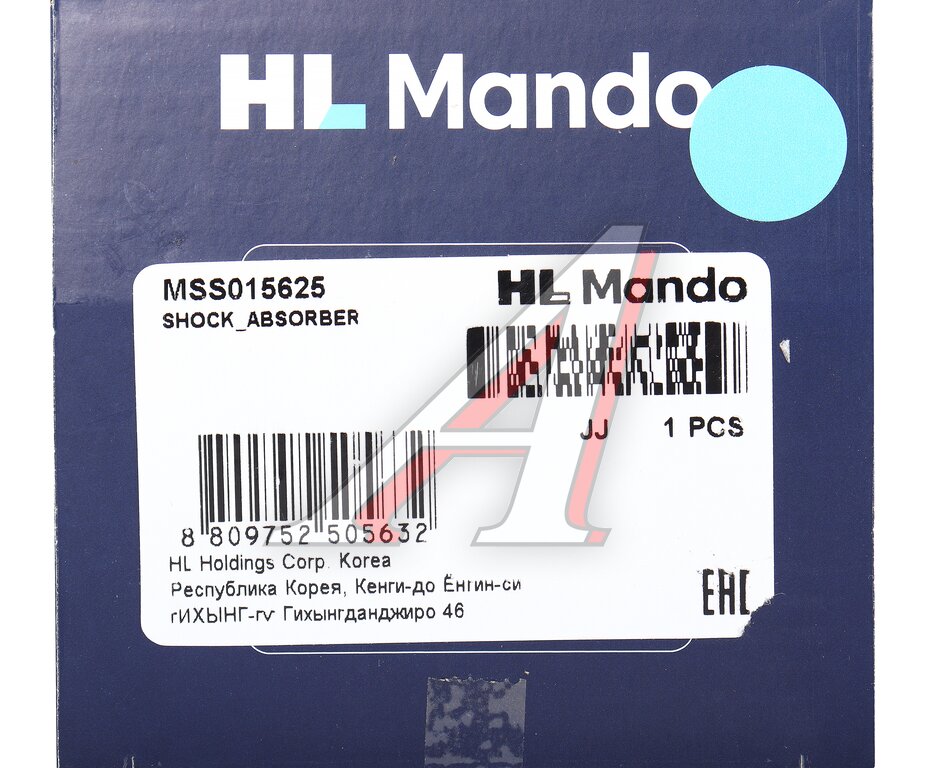 HL Mando
MSS015625
HL Mando
SHOCK_ABSORBER
JJ 1 PCS
8 809752 505632
HL Holdings Corp. Korea
Республика Корея, Кенги-до Ёнгин-си
гИХЫНГ-гу Гихынгданджиро 46
EAC